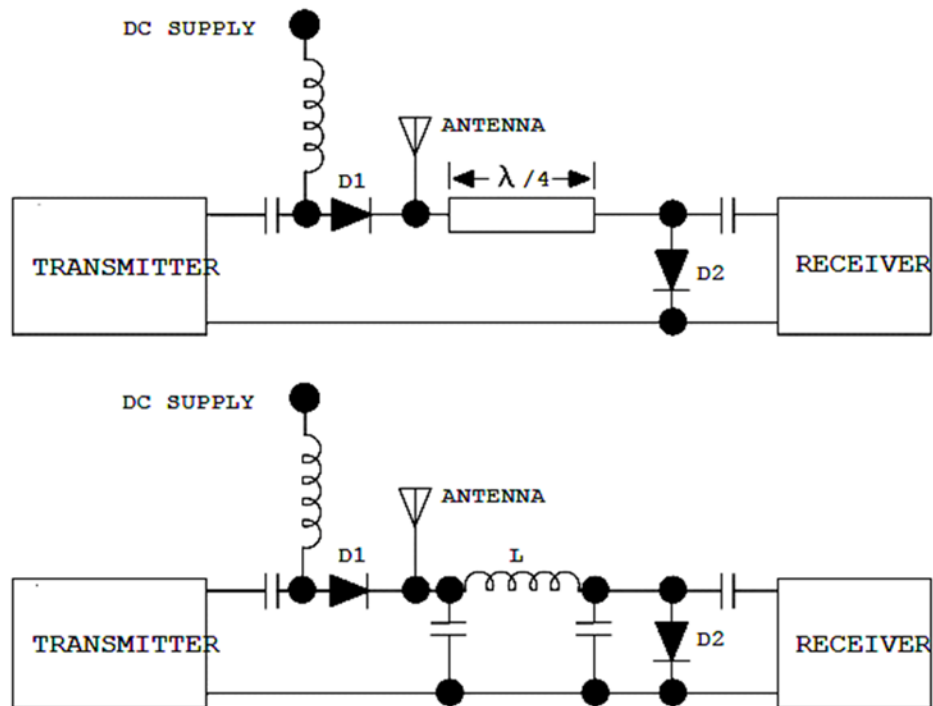 DC SUPPLY
ANTENNA
D1
λ/4
TRANSMITTER
D2
RECEIVER
DC SUPPLY
ANTENNA
D1
L
TRANSMITTER
D2
RECEIVER